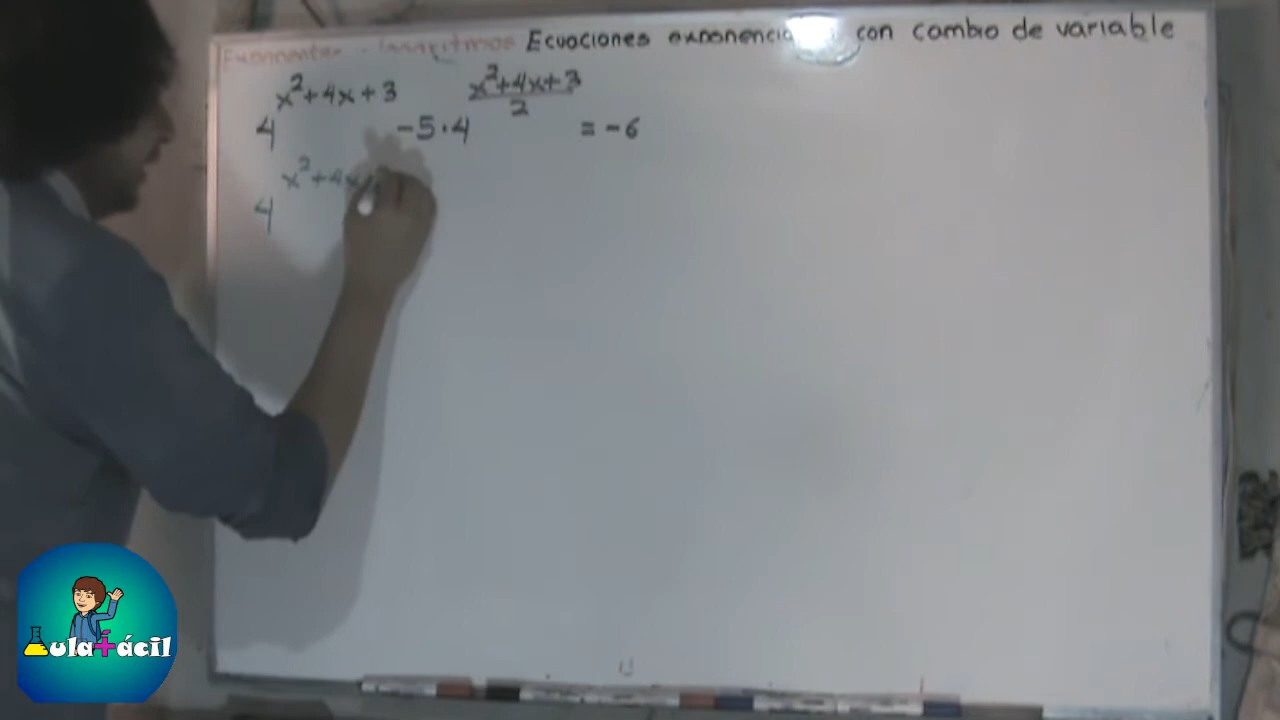 Exponentes y logaritmos Ecuaciones exponenciales con cambio de variable
x²+4x+3 x²+4x+3
4 -5·4 2 = -6
x²+4x
4
Aula Fácil